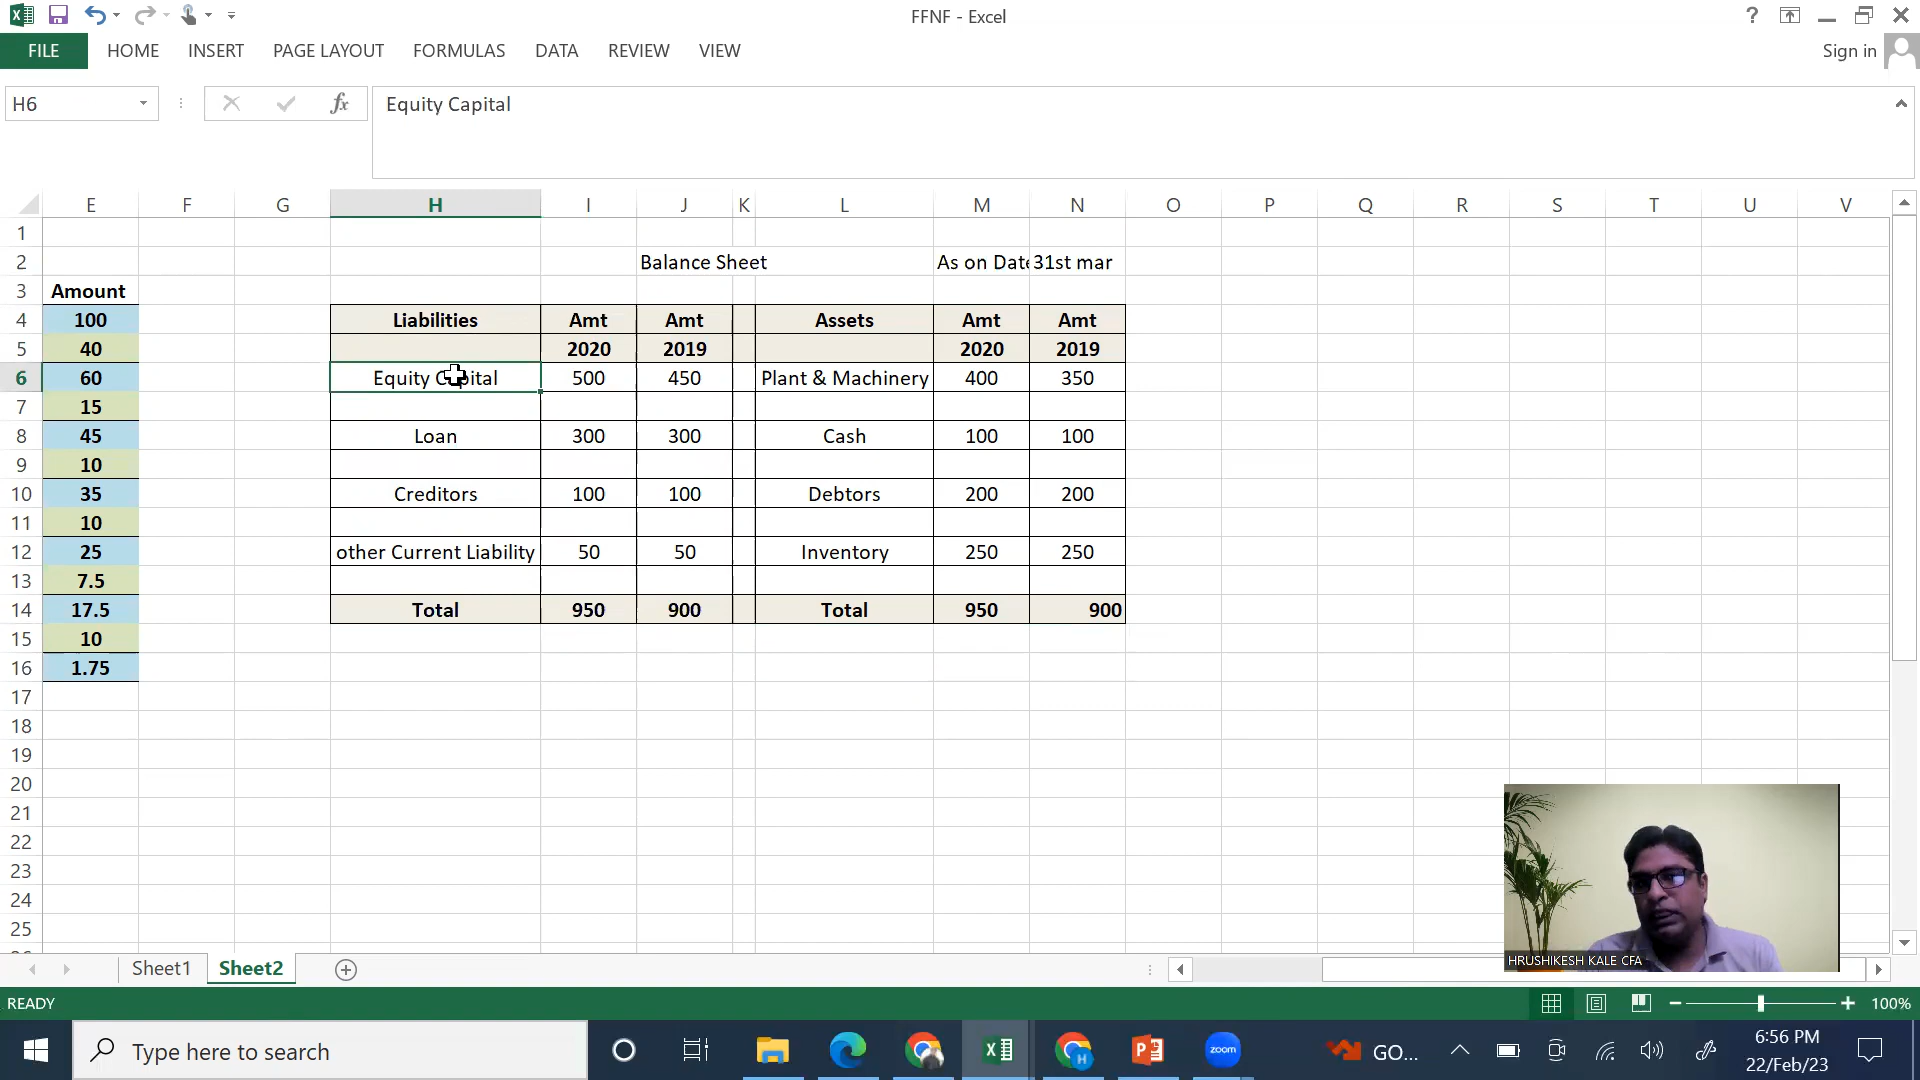 FFNF - Excel
FILE HOME INSERT PAGE LAYOUT FORMULAS DATA REVIEW VIEW Sign in
H6 fx Equity Capital
E F G H I J K L M N O P Q R S T U V
1
2 Balance Sheet As on Date 31st mar
3 Amount
4 100 Liabilities Amt Amt Assets Amt Amt
5 40 2020 2019 2020 2019
6 60 Equity Capital 500 450 Plant & Machinery 400 350
7 15
8 45 Loan 300 300 Cash 100 100
9 10
10 35 Creditors 100 100 Debtors 200 200
11 10
12 25 other Current Liability 50 50 Inventory 250 250
13 7.5
14 17.5 Total 950 900 Total 950 900
15 10
16 1.75
17
18
19
20
21
22
23
24
25
HRUSHIKESH KALE CFA
Sheet1 Sheet2
READY 100%
Type here to search
zoom
GO...
6:56 PM
22/Feb/23